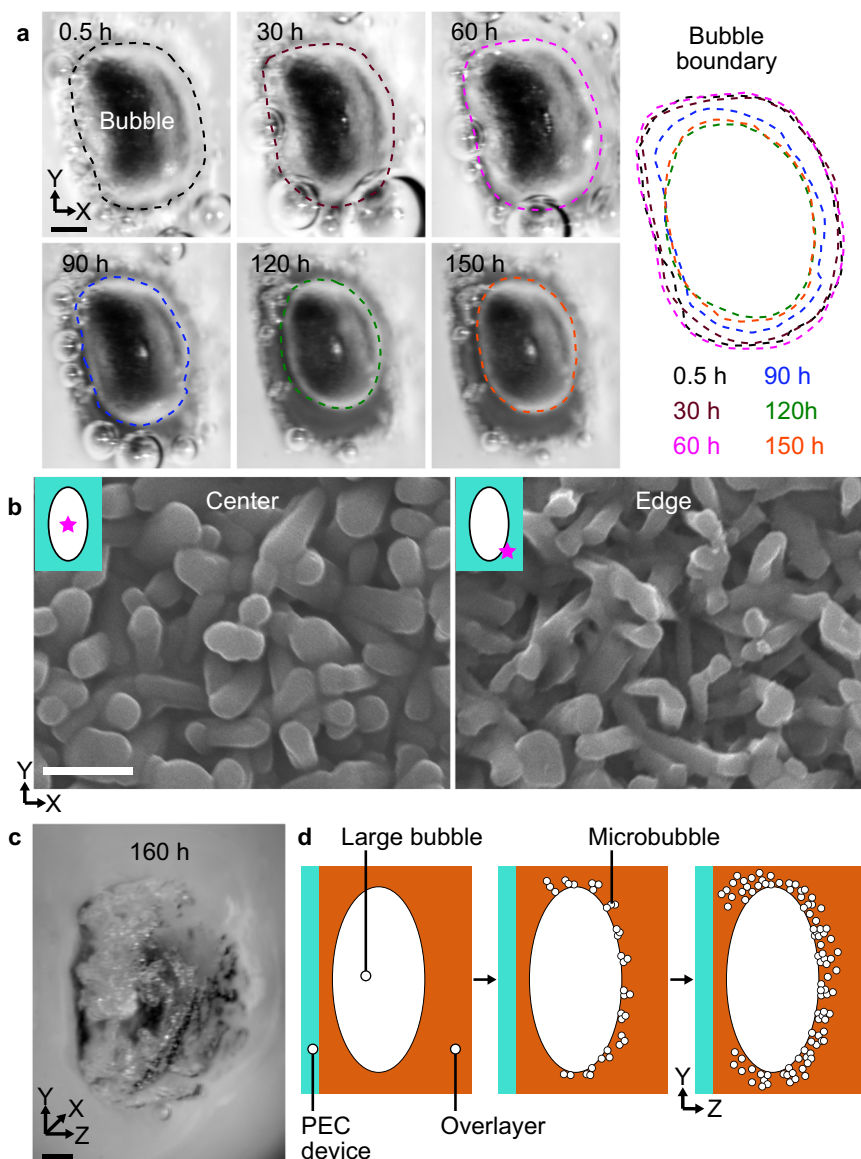 a
0.5 h
30 h
60 h
Bubble
boundary
Bubble
Y
X
90 h
120 h
150 h
0.5 h
90 h
30 h
120h
60 h
150 h
b
Center
Edge
Y
X
c
160 h
Y
X
Z
d
Large bubble
Microbubble
PEC
device
Overlayer
Y
Z